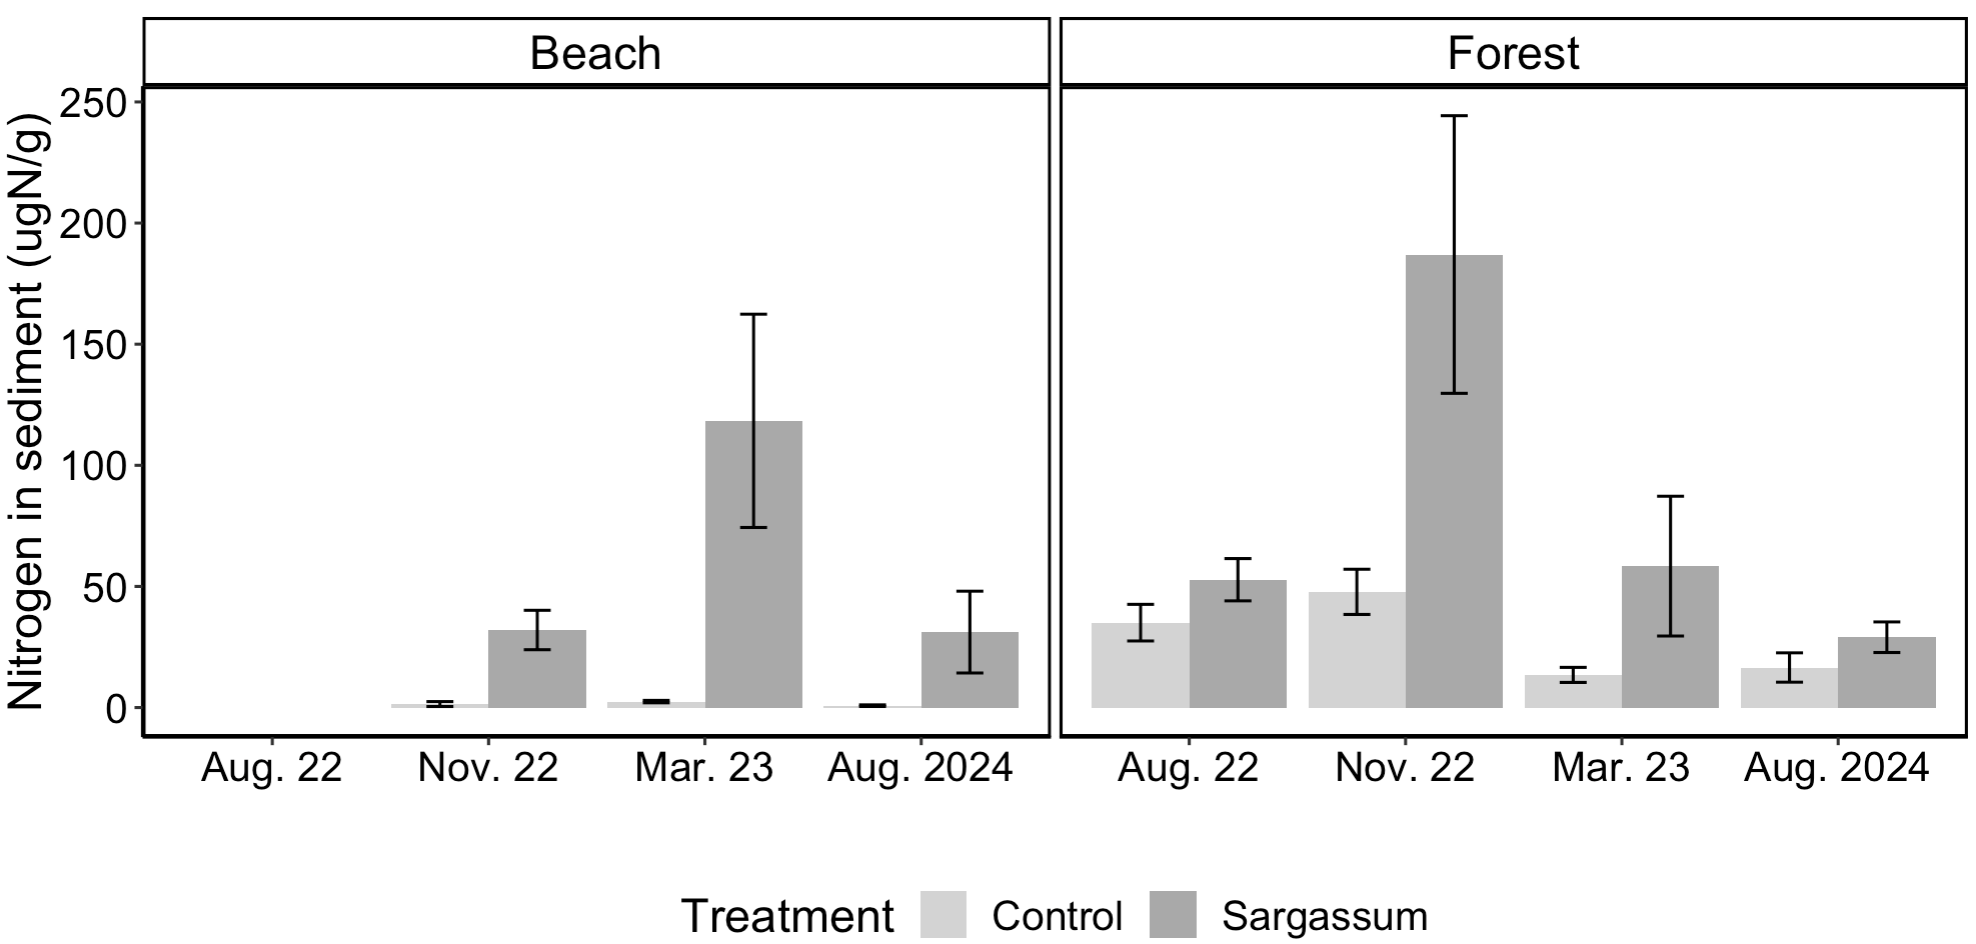 Beach
Forest
Nitrogen in sediment (ugN/g)
250
200
150
100
50
0
Aug. 22 Nov. 22 Mar. 23 Aug. 2024
Aug. 22 Nov. 22 Mar. 23 Aug. 2024
Treatment Control Sargassum